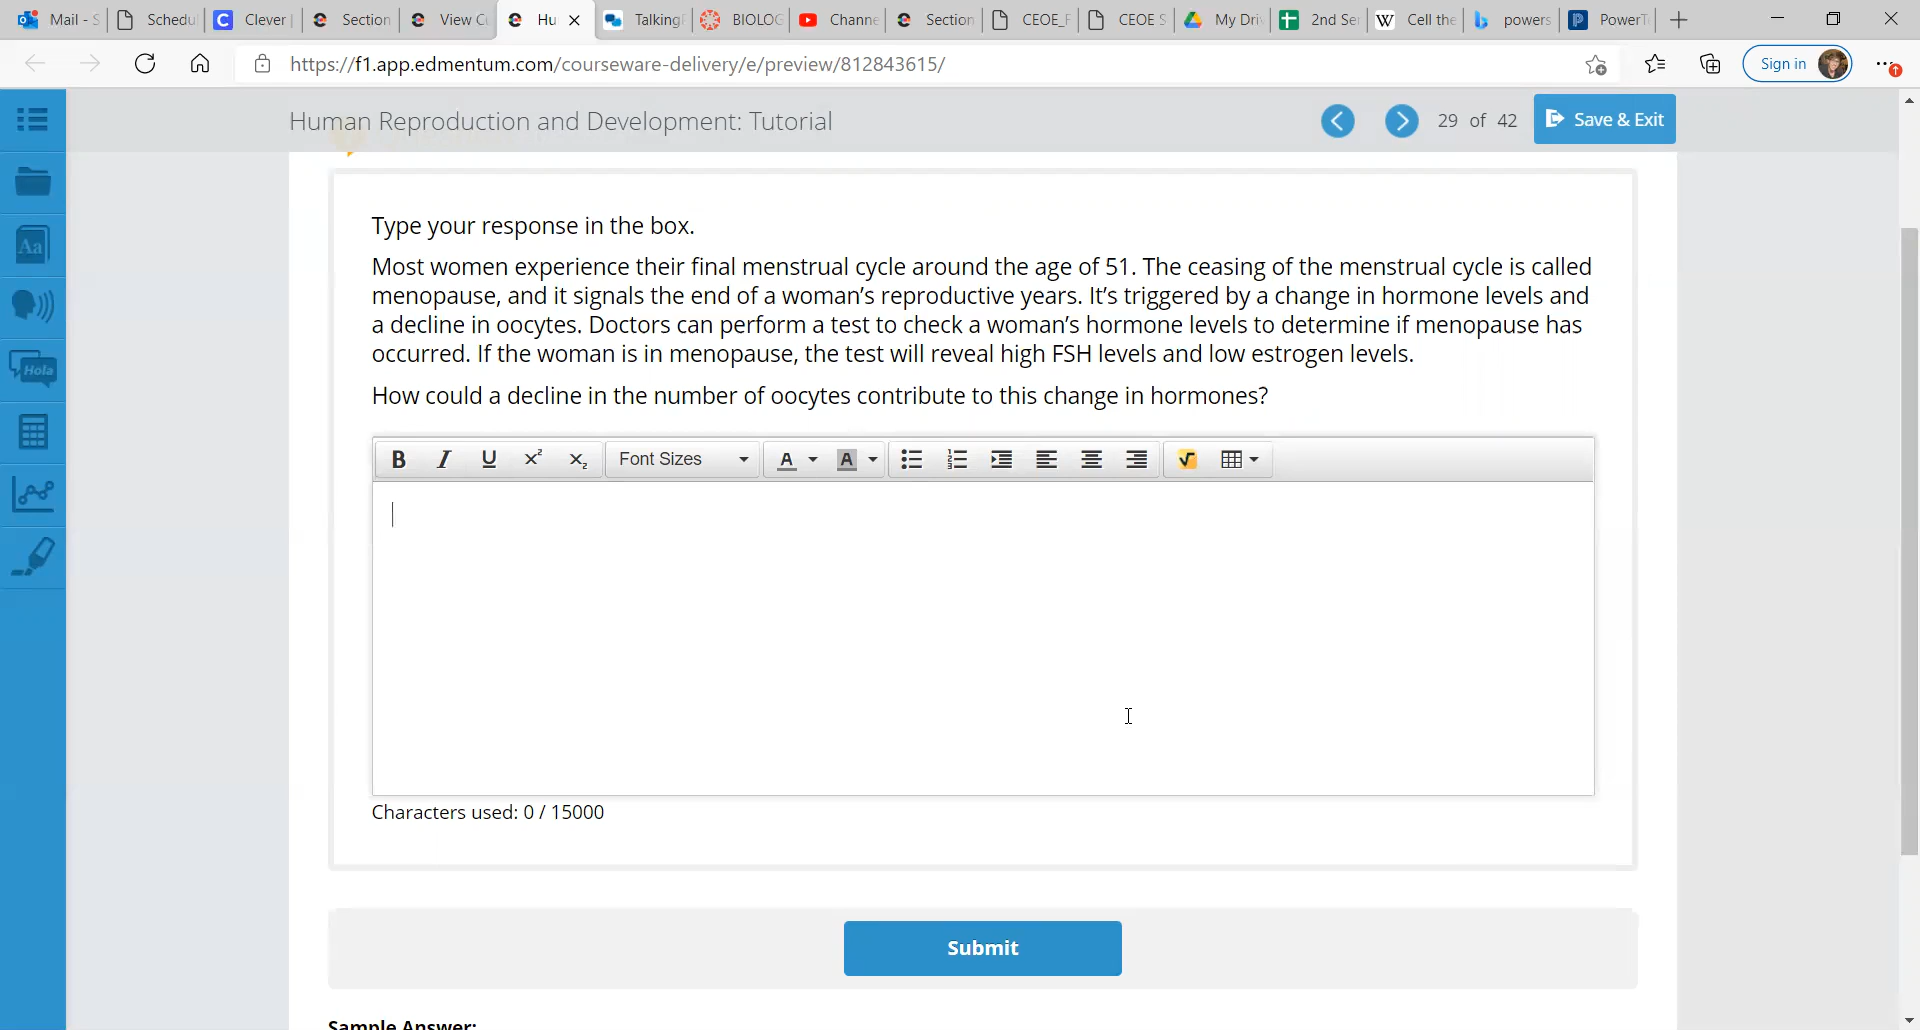 Mail - S
Schedu
Clever |
Section
View Cu
Hu
Talking
BIOLOG
Channe
Section
CEOE_F
CEOE S
My Driv
2nd Se
Cell the
powers
PowerT
https://f1.app.edmentum.com/courseware-delivery/e/preview/812843615/
Sign in
Human Reproduction and Development: Tutorial
29 of 42
Save & Exit
Type your response in the box.
Most women experience their final menstrual cycle around the age of 51. The ceasing of the menstrual cycle is called
menopause, and it signals the end of a woman's reproductive years. It's triggered by a change in hormone levels and
a decline in oocytes. Doctors can perform a test to check a woman's hormone levels to determine if menopause has
occurred. If the woman is in menopause, the test will reveal high FSH levels and low estrogen levels.
How could a decline in the number of oocytes contribute to this change in hormones?
B I U x² x₂ Font Sizes A A
Aa
Hola
Characters used: 0 / 15000
Submit
Sample Answer: